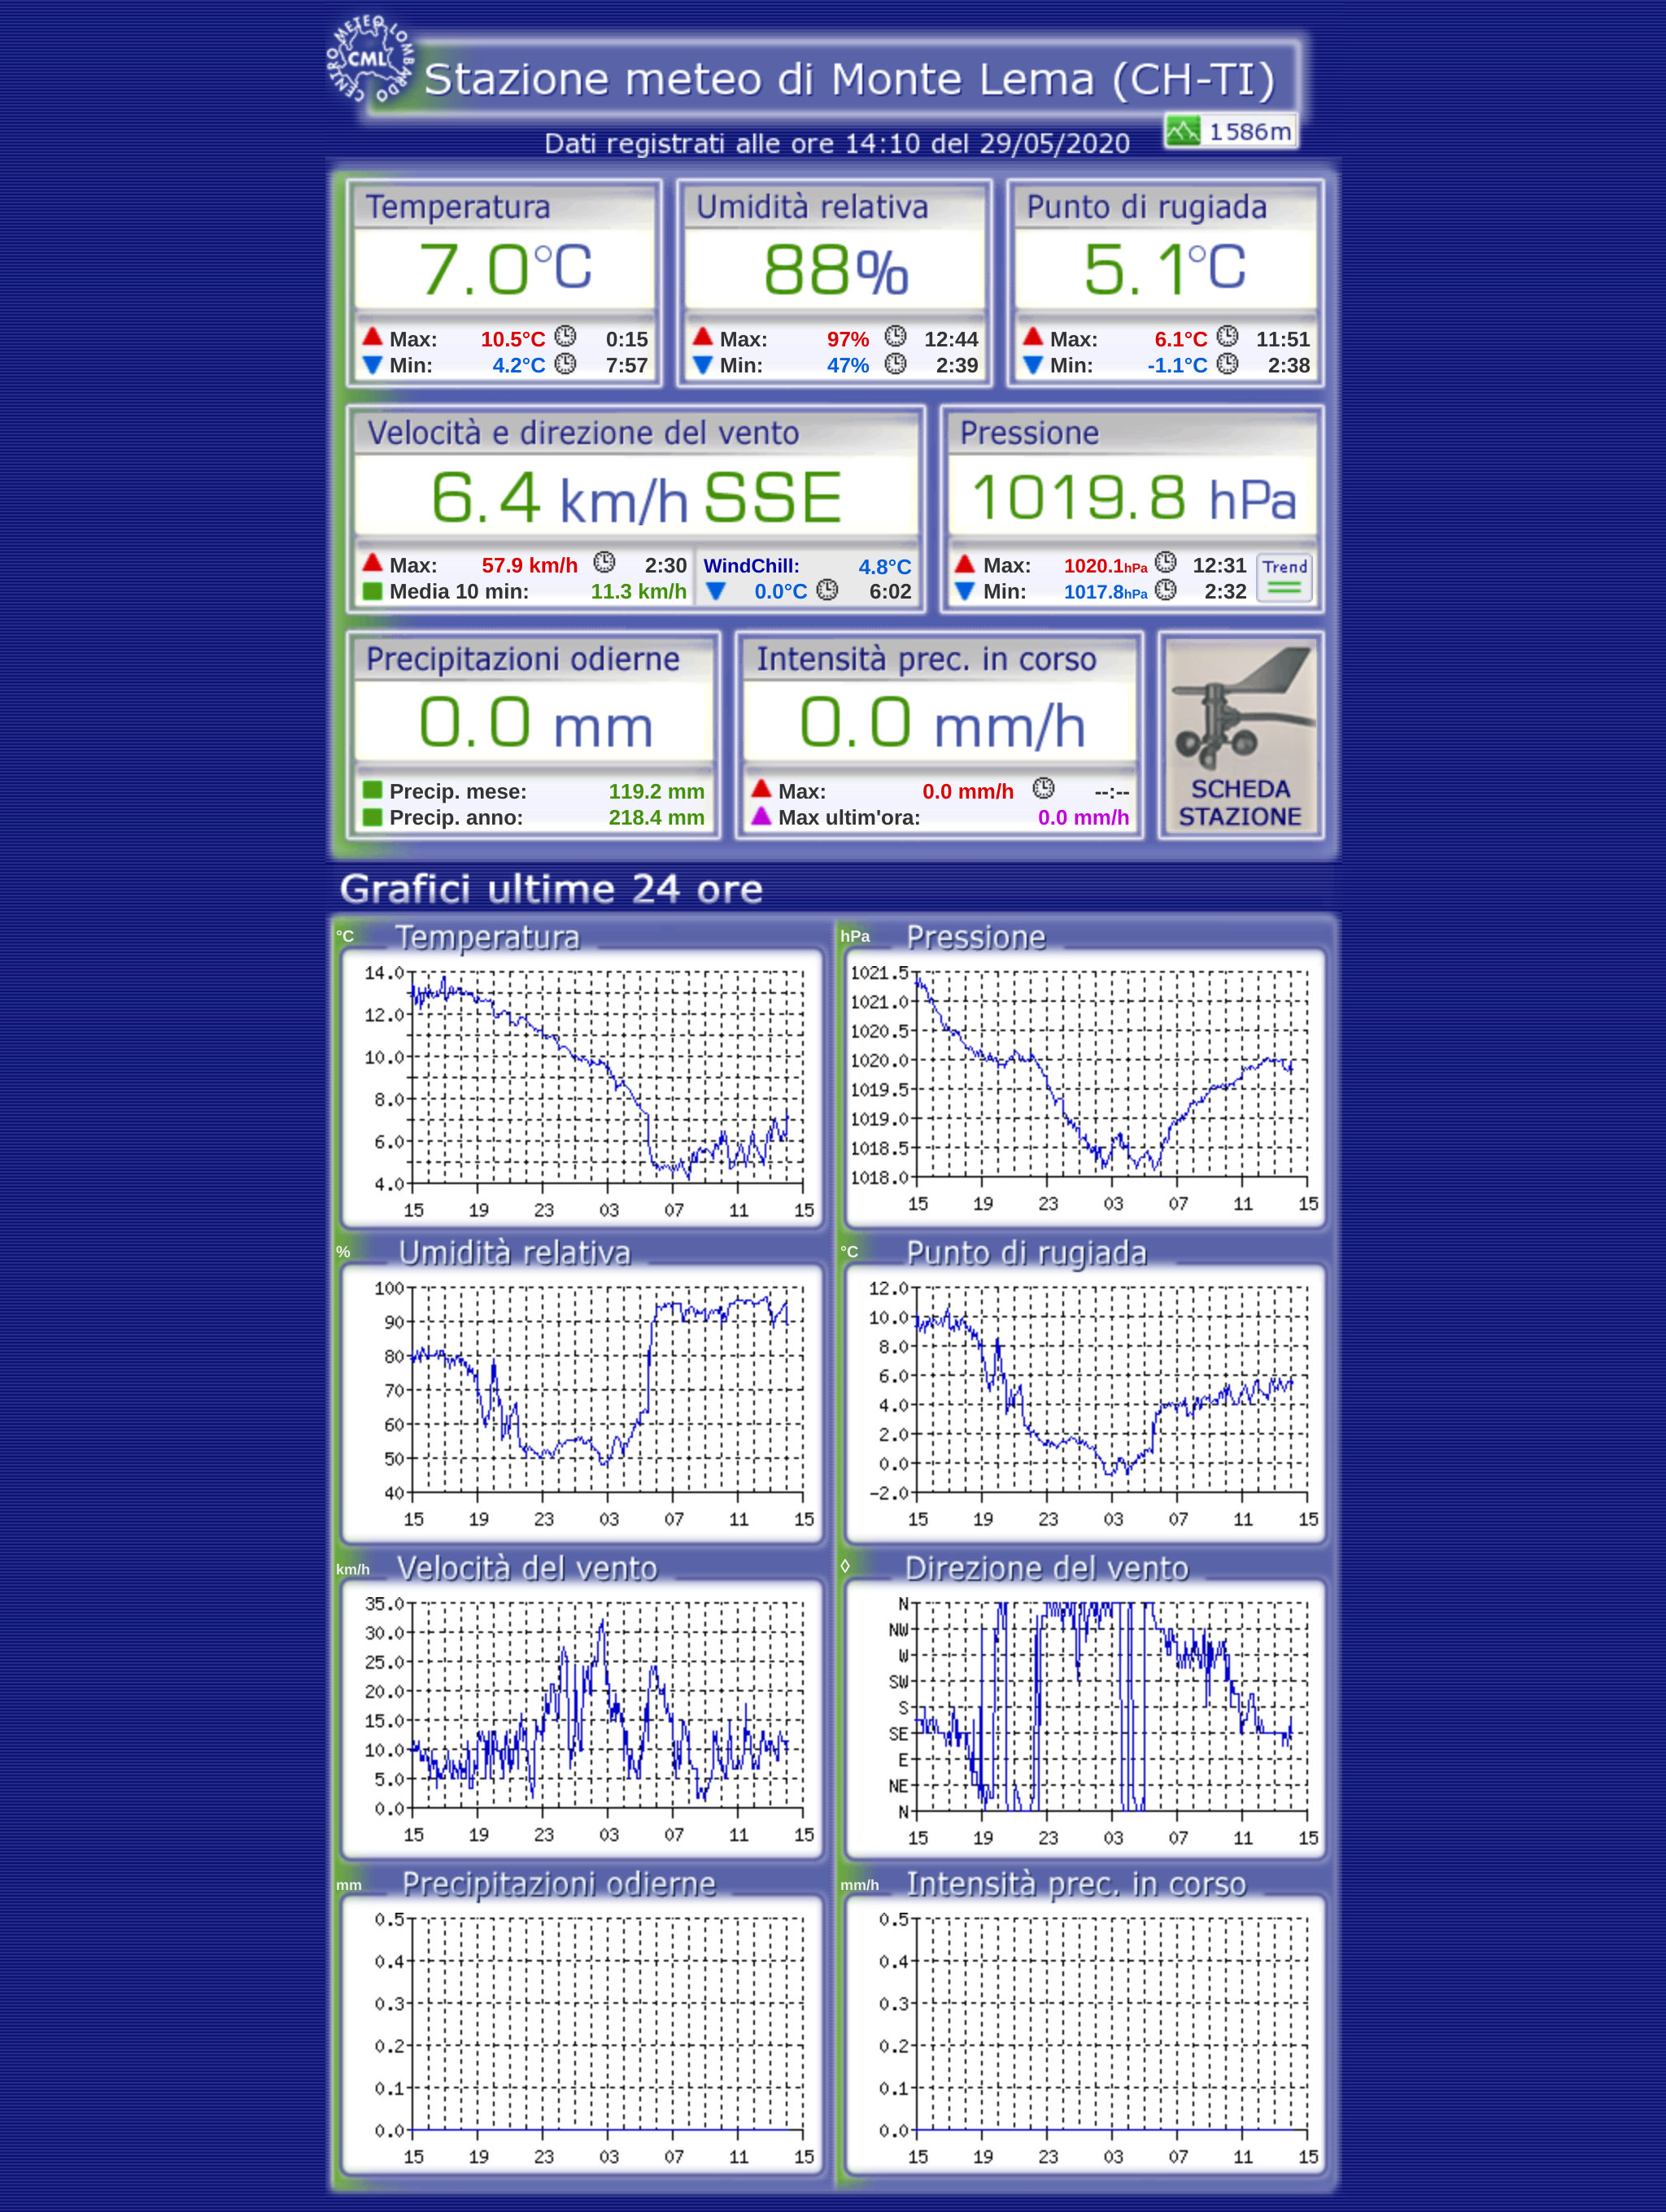 CENTRO METEO LOMBARDO
CML
Stazione meteo di Monte Lema (CH-TI)
1586m
Dati registrati alle ore 14:10 del 29/05/2020
Temperatura Umidità relativa Punto di rugiada
7.0°C 88% 5.1°C
Max: 10.5°C 0:15 Max: 97% 12:44 Max: 6.1°C 11:51
Min: 4.2°C 7:57 Min: 47% 2:39 Min: -1.1°C 2:38
Velocità e direzione del vento Pressione
6.4 km/h SSE 1019.8 hPa
Max: 57.9 km/h 2:30 WindChill: 4.8°C Max: 1020.1hPa 12:31 Trend
Media 10 min: 11.3 km/h 0.0°C 6:02 Min: 1017.8hPa 2:32
Precipitazioni odierne Intensità prec. in corso
0.0 mm 0.0 mm/h
Precip. mese: 119.2 mm Max: 0.0 mm/h --:-- SCHEDA
Precip. anno: 218.4 mm Max ultim'ora: 0.0 mm/h STAZIONE
Grafici ultime 24 ore
°C Temperatura
14.0
12.0
10.0
8.0
6.0
4.0
15 19 23 03 07 11 15
hPa Pressione
1021.5
1021.0
1020.5
1020.0
1019.5
1019.0
1018.5
1018.0
15 19 23 03 07 11 15
% Umidità relativa
100
90
80
70
60
50
40
15 19 23 03 07 11 15
°C Punto di rugiada
12.0
10.0
8.0
6.0
4.0
2.0
0.0
-2.0
15 19 23 03 07 11 15
km/h Velocità del vento
35.0
30.0
25.0
20.0
15.0
10.0
5.0
0.0
15 19 23 03 07 11 15
◊ Direzione del vento
N
NW
W
SW
S
SE
E
NE
N
15 19 23 03 07 11 15
mm Precipitazioni odierne
0.5
0.4
0.3
0.2
0.1
0.0
15 19 23 03 07 11 15
mm/h Intensità prec. in corso
0.5
0.4
0.3
0.2
0.1
0.0
15 19 23 03 07 11 15